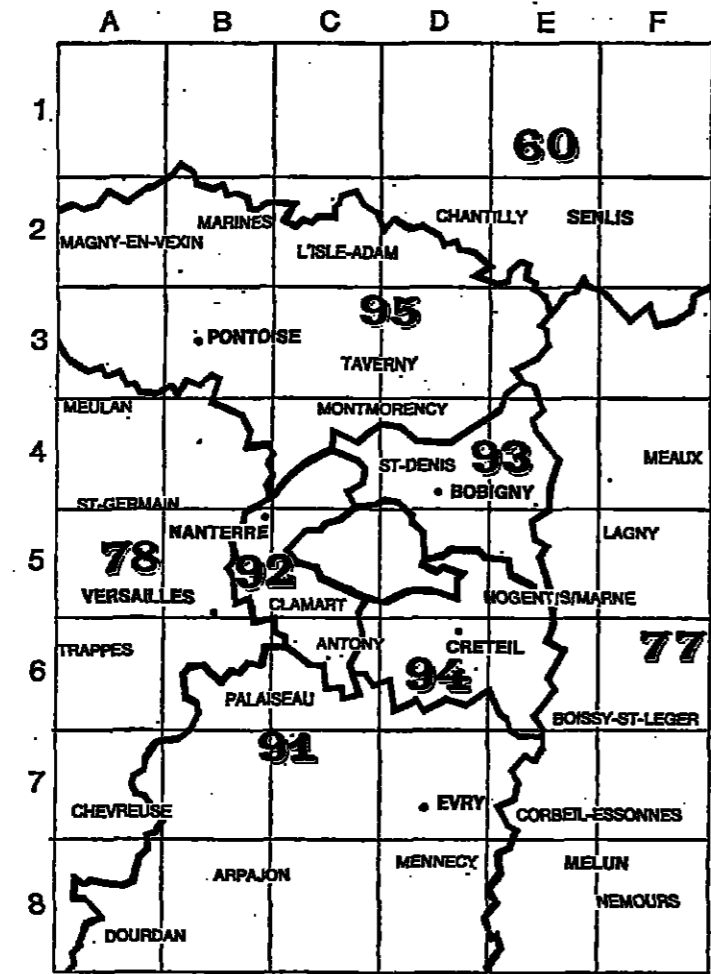 A B C D E F
1
60
2
MAGNY-EN-VEXIN
MARINES
L'ISLE-ADAM
CHANTILLY
SENLIS
3
PONTOISE
95
TAVERNY
4
MEULAN
MONTMORENCY
ST-DENIS
93
BOBIGNY
MEAUX
ST-GERMAIN
5
NANTERRE
LAGNY
78
92
VERSAILLES
CLAMART
NOGENT/S/MARNE
6
TRAPPES
ANTONY
CRETEIL
77
94
PALAISEAU
BOISSY-ST-LEGER
7
91
CHEVREUSE
EVRY
CORBEIL-ESSONNES
8
ARPAJON
MENNECY
MELUN
NEMOURS
DOURDAN